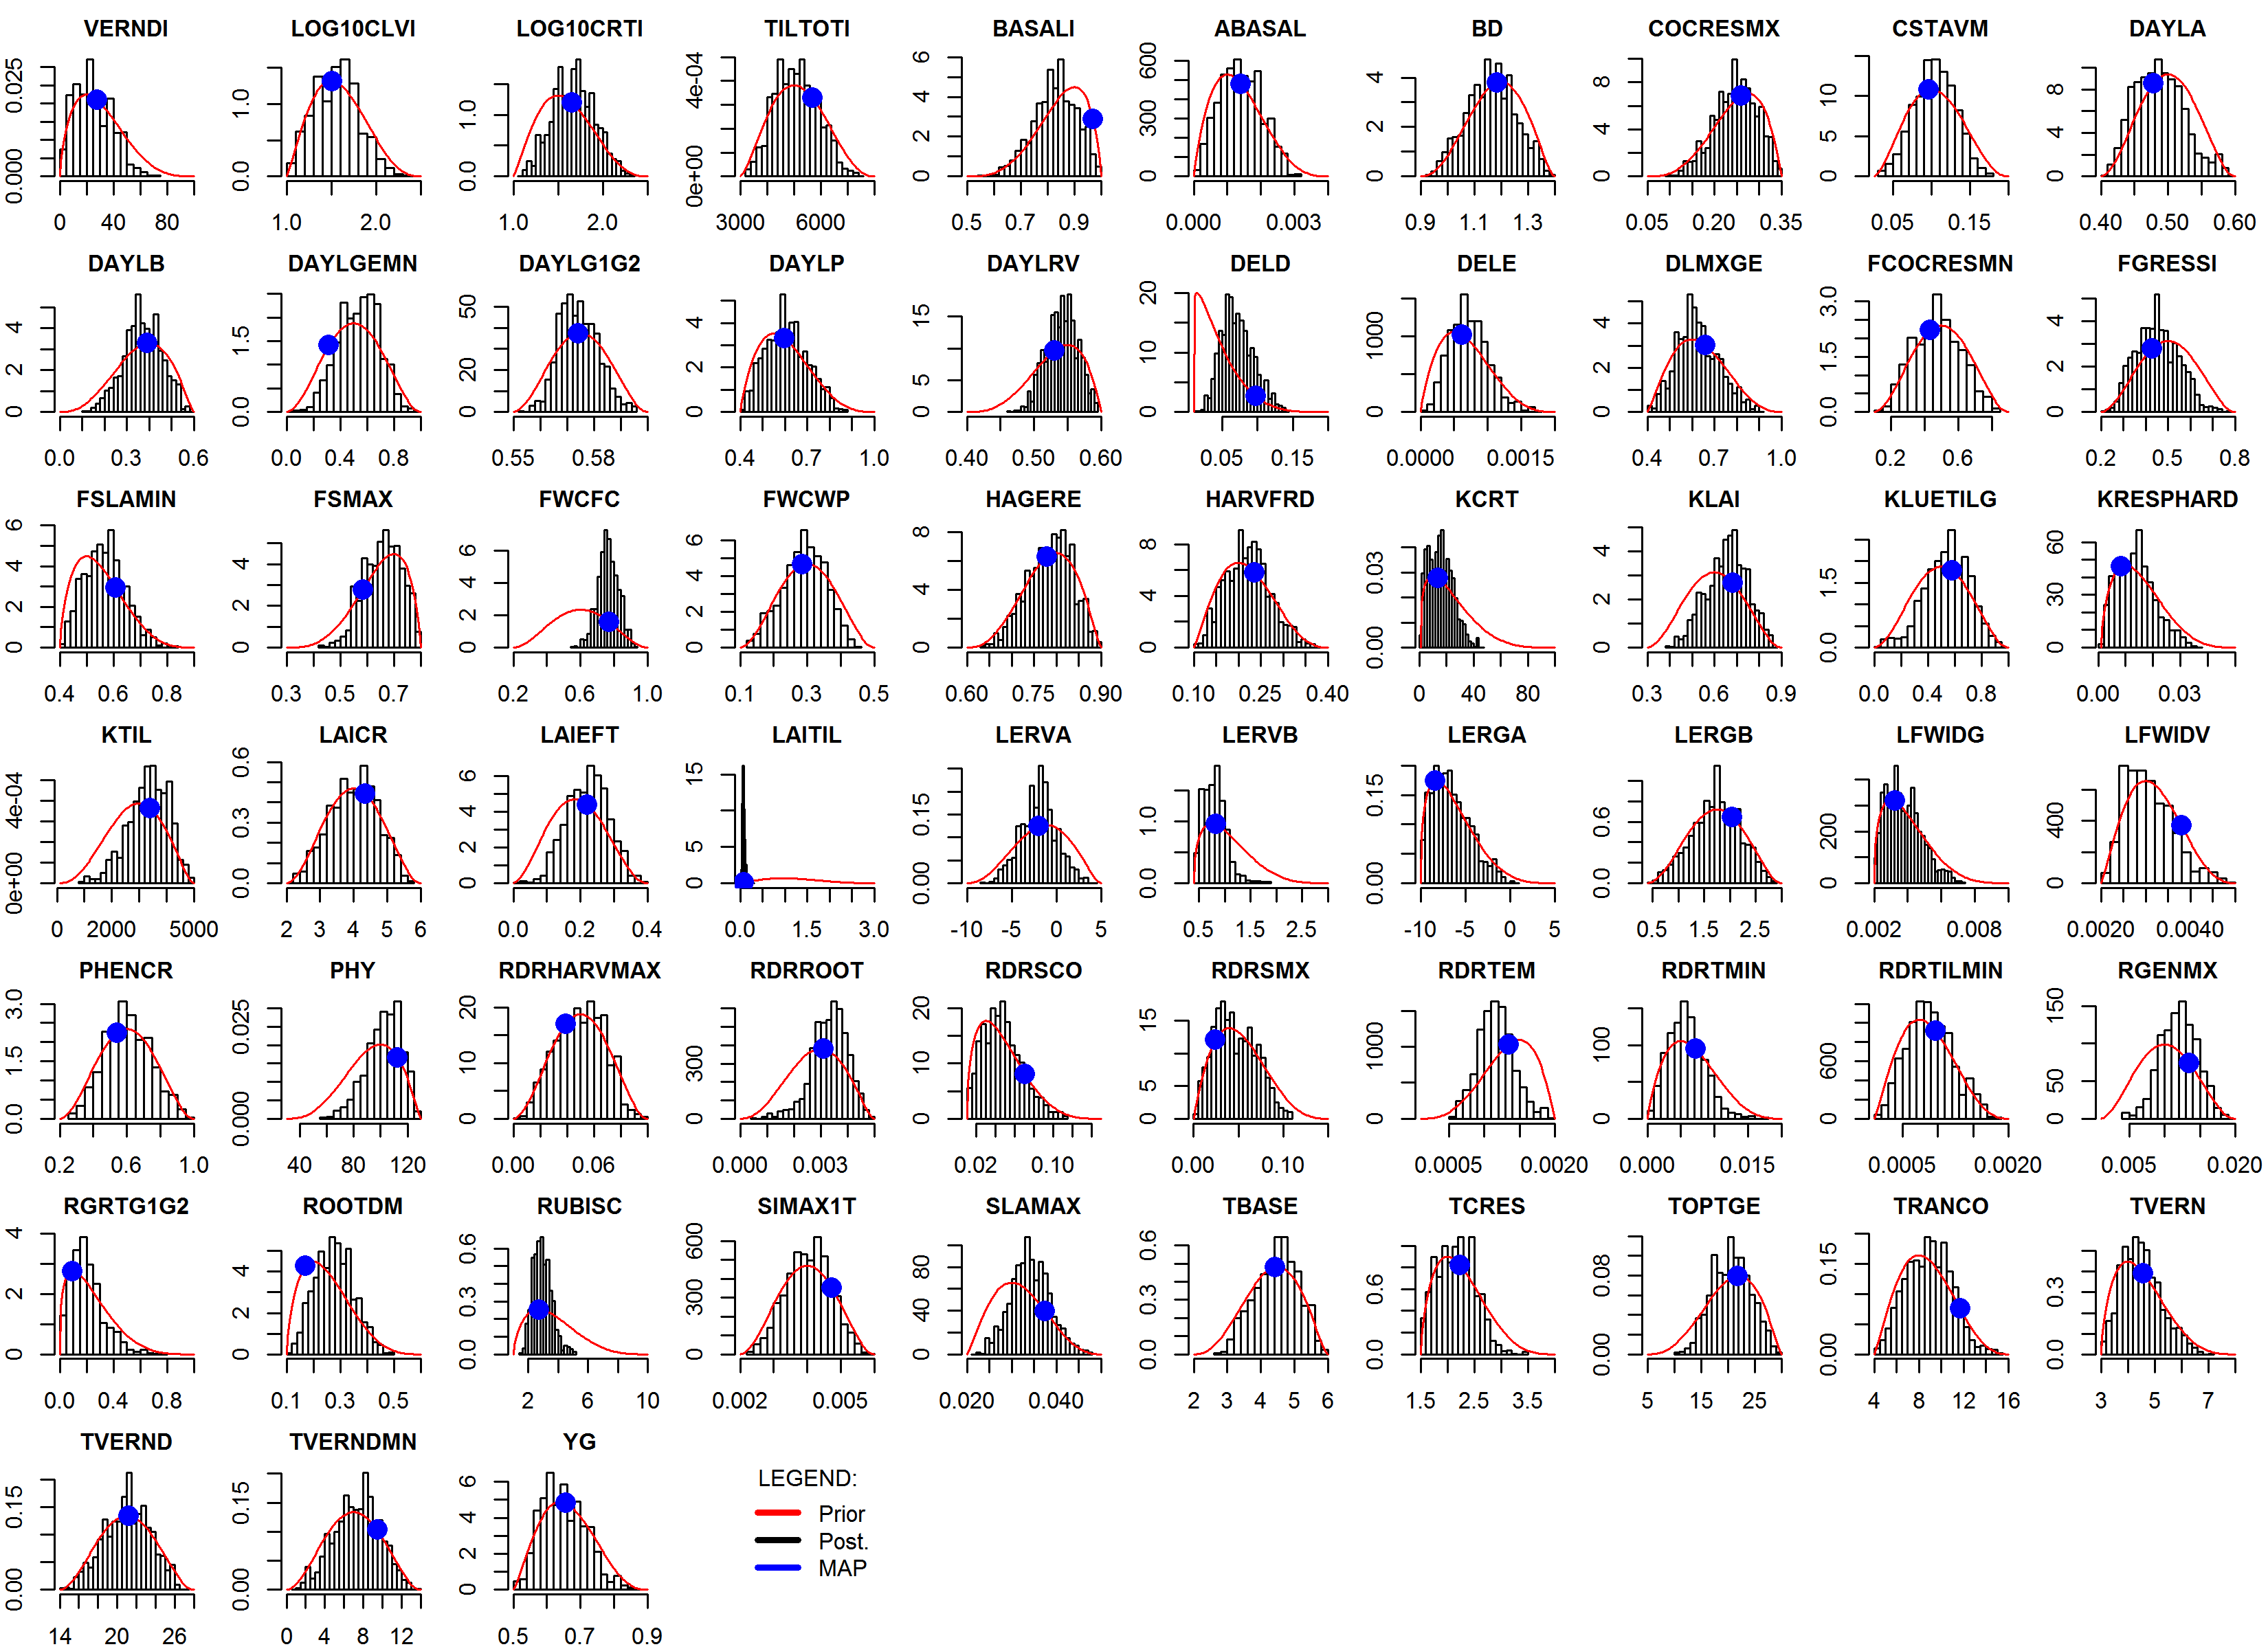 VERNDI LOG10CLVI LOG10CRTI TILTOTI BASALI ABASAL BD COCRESMX CSTAVM DAYLA
0.000 0.025 0.0 1.0 0.0 1.0 0e+00 4e-04 0 2 4 6 0 300 600 0 2 4 0 4 8 0 5 10 0 4 8
0 40 80 1.0 2.0 1.0 2.0 3000 6000 0.5 0.7 0.9 0.000 0.003 0.9 1.1 1.3 0.05 0.20 0.35 0.05 0.15 0.40 0.50 0.60
DAYLB DAYLGEMN DAYLG1G2 DAYLP DAYLRV DELD DELE DLMXGE FCOCRESMN FGRESSI
0 2 4 0.0 1.5 0 20 50 0 2 4 0 5 15 0 5 10 20 0 1000 0 2 4 0.0 1.5 3.0 0 2 4
0.0 0.3 0.6 0.0 0.4 0.8 0.55 0.58 0.4 0.7 1.0 0.40 0.50 0.60 0.05 0.15 0.0000 0.0015 0.4 0.7 1.0 0.2 0.6 0.2 0.5 0.8
FSLAMIN FSMAX FWCFC FWCWP HAGERE HARVFRD KCRT KLAI KLUETILG KRESPHARD
0 2 4 6 0 2 4 0 2 4 6 0 2 4 6 0 4 8 0 4 8 0.00 0.03 0 2 4 0.0 1.5 0 30 60
0.4 0.6 0.8 0.3 0.5 0.7 0.2 0.6 1.0 0.1 0.3 0.5 0.60 0.75 0.90 0.10 0.25 0.40 0 40 80 0.3 0.6 0.9 0.0 0.4 0.8 0.00 0.03
KTIL LAICR LAIEFT LAITIL LERVA LERVB LERGA LERGB LFWIDG LFWIDV
0e+00 4e-04 0.0 0.3 0.6 0 2 4 6 0 5 15 0.00 0.15 0.0 1.0 0.00 0.15 0.0 0.6 0 200 0 400
0 2000 5000 2 3 4 5 6 0.0 0.2 0.4 0.0 1.5 3.0 -10 -5 0 5 0.5 1.5 2.5 -10 -5 0 5 0.5 1.5 2.5 0.002 0.008 0.0020 0.0040
PHENCR PHY RDRHARVMAX RDRROOT RDRSCO RDRSMX RDRTEM RDRTMIN RDRTILMIN RGENMX
0.0 1.5 3.0 0.000 0.025 0 10 20 0 300 0 10 20 0 5 15 0 1000 0 100 0 600 0 50 150
0.2 0.6 1.0 40 80 120 0.00 0.06 0.000 0.003 0.02 0.10 0.00 0.10 0.0005 0.0020 0.000 0.015 0.0005 0.0020 0.005 0.020
RGRTG1G2 ROOTDM RUBISC SIMAX1T SLAMAX TBASE TCRES TOPTGE TRANCO TVERN
0 2 4 0 2 4 0.0 0.3 0.6 0 300 600 0 40 80 0.0 0.3 0.6 0.0 0.6 0.00 0.08 0.00 0.15 0.0 0.3
0.0 0.4 0.8 0.1 0.3 0.5 2 6 10 0.002 0.005 0.020 0.040 2 3 4 5 6 1.5 2.5 3.5 5 15 25 4 8 12 16 3 5 7
TVERND TVERNDMN YG
0.00 0.15 0.00 0.15 0 2 4 6
14 20 26 0 4 8 12 0.5 0.7 0.9
LEGEND:
Prior
Post.
MAP